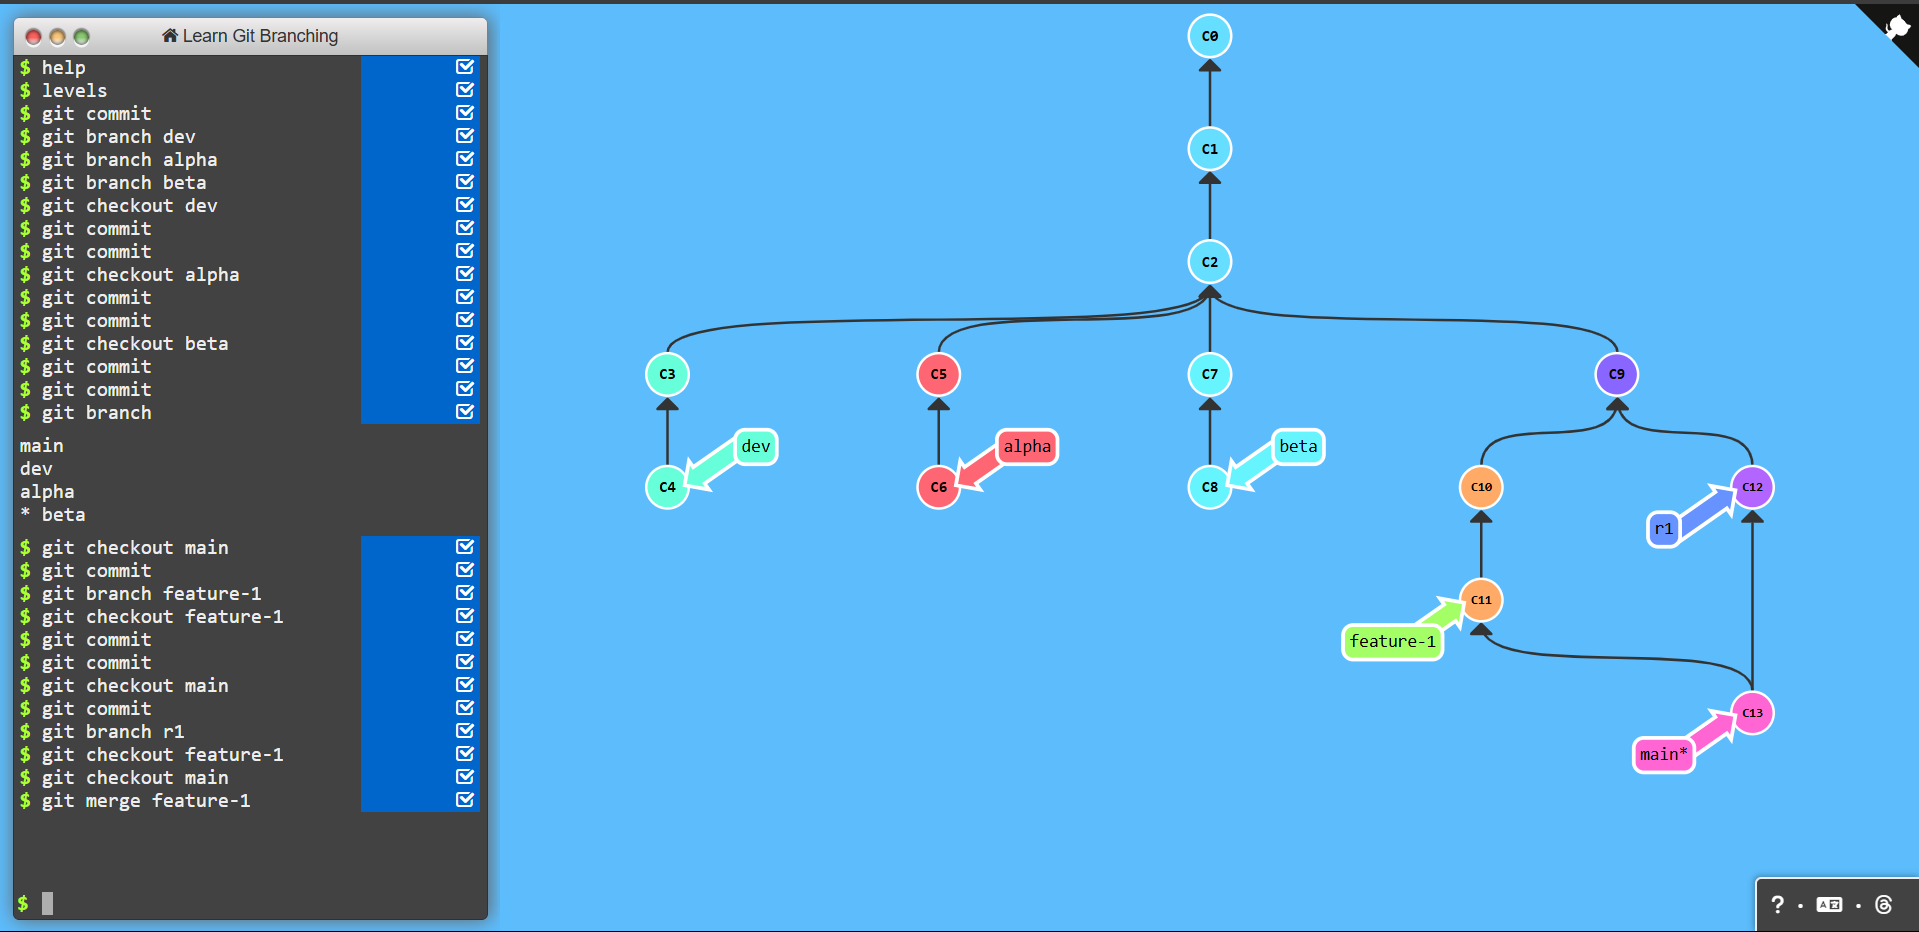 Learn Git Branching
$ help
$ levels
$ git commit
$ git branch dev
$ git branch alpha
$ git branch beta
$ git checkout dev
$ git commit
$ git commit
$ git checkout alpha
$ git commit
$ git commit
$ git checkout beta
$ git commit
$ git commit
$ git branch
main
dev
alpha
* beta
$ git checkout main
$ git commit
$ git branch feature-1
$ git checkout feature-1
$ git commit
$ git commit
$ git checkout main
$ git commit
$ git branch r1
$ git checkout feature-1
$ git checkout main
$ git merge feature-1
$
C0
C1
C2
C3
C5
C7
C9
dev
alpha
beta
C4
C6
C8
C10
C12
r1
C11
feature-1
C13
main*
?